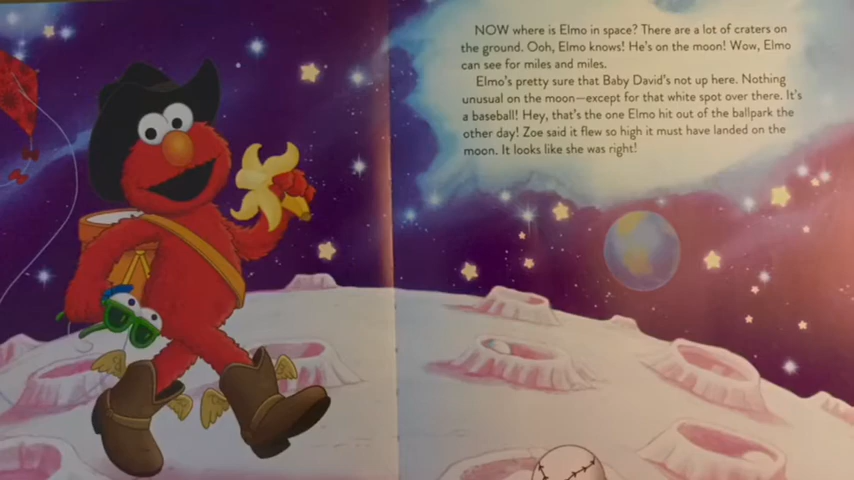 NOW where is Elmo in space? There are a lot of craters on
the ground. Ooh, Elmo knows! He's on the moon! Wow, Elmo
can see for miles and miles.
Elmo's pretty sure that Baby David's not up here. Nothing
unusual on the moon—except for that white spot over there. It's
a baseball! Hey, that's the one Elmo hit out of the ballpark the
other day! Zoe said it flew so high it must have landed on the
moon. It looks like she was right!